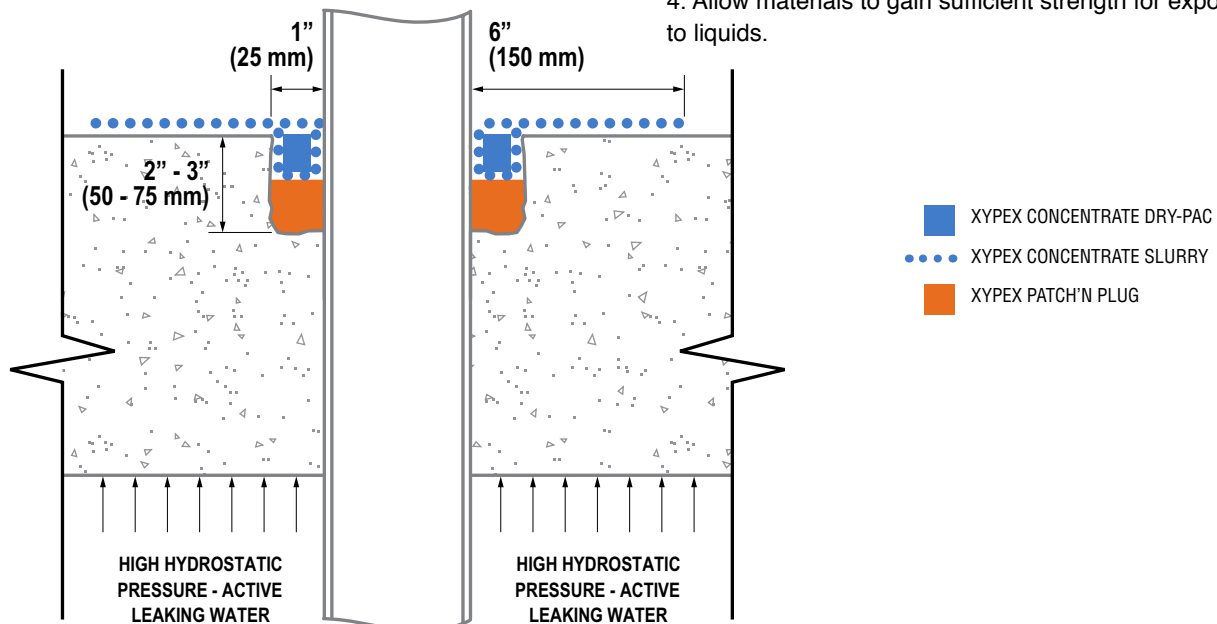 4. Allow materials to gain sufficient strength for expo
to liquids.
1”
(25 mm)
6”
(150 mm)
2” - 3”
(50 - 75 mm)
XYPEX CONCENTRATE DRY-PAC
XYPEX CONCENTRATE SLURRY
XYPEX PATCH’N PLUG
HIGH HYDROSTATIC
PRESSURE - ACTIVE
LEAKING WATER
HIGH HYDROSTATIC
PRESSURE - ACTIVE
LEAKING WATER